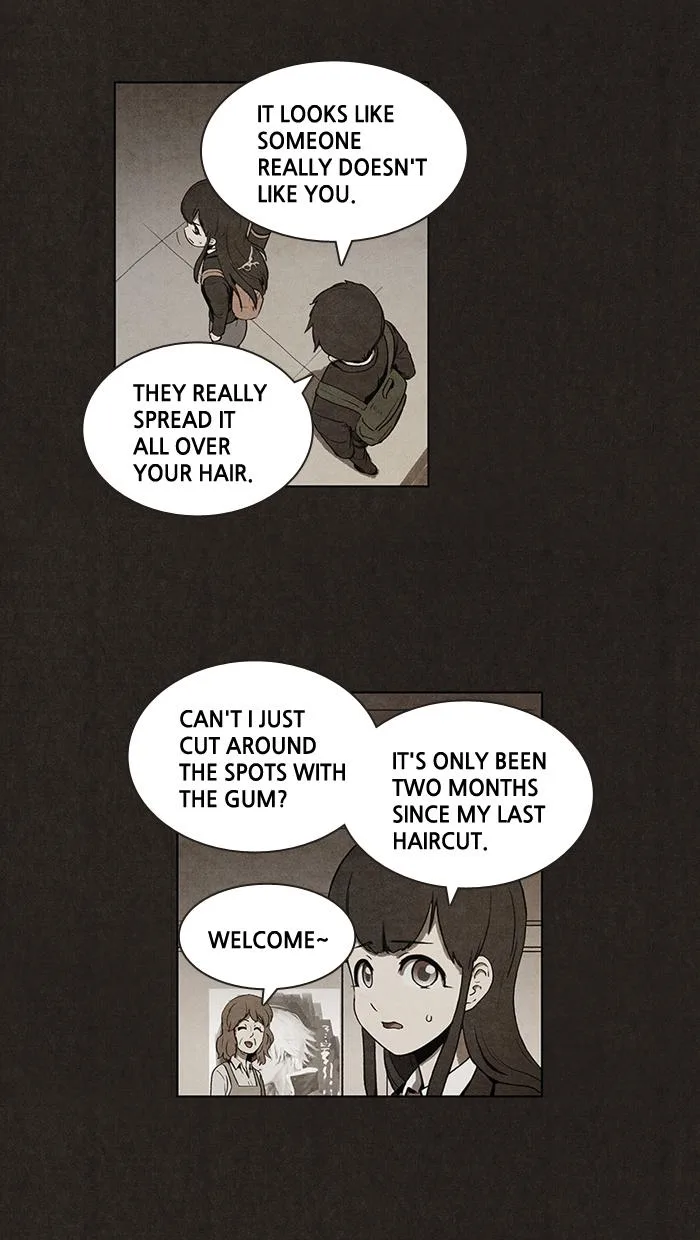 IT LOOKS LIKE
SOMEONE
REALLY DOESN'T
LIKE YOU.
THEY REALLY
SPREAD IT
ALL OVER
YOUR HAIR.
CAN'T I JUST
CUT AROUND
THE SPOTS WITH
THE GUM?
IT'S ONLY BEEN
TWO MONTHS
SINCE MY LAST
HAIRCUT.
WELCOME~